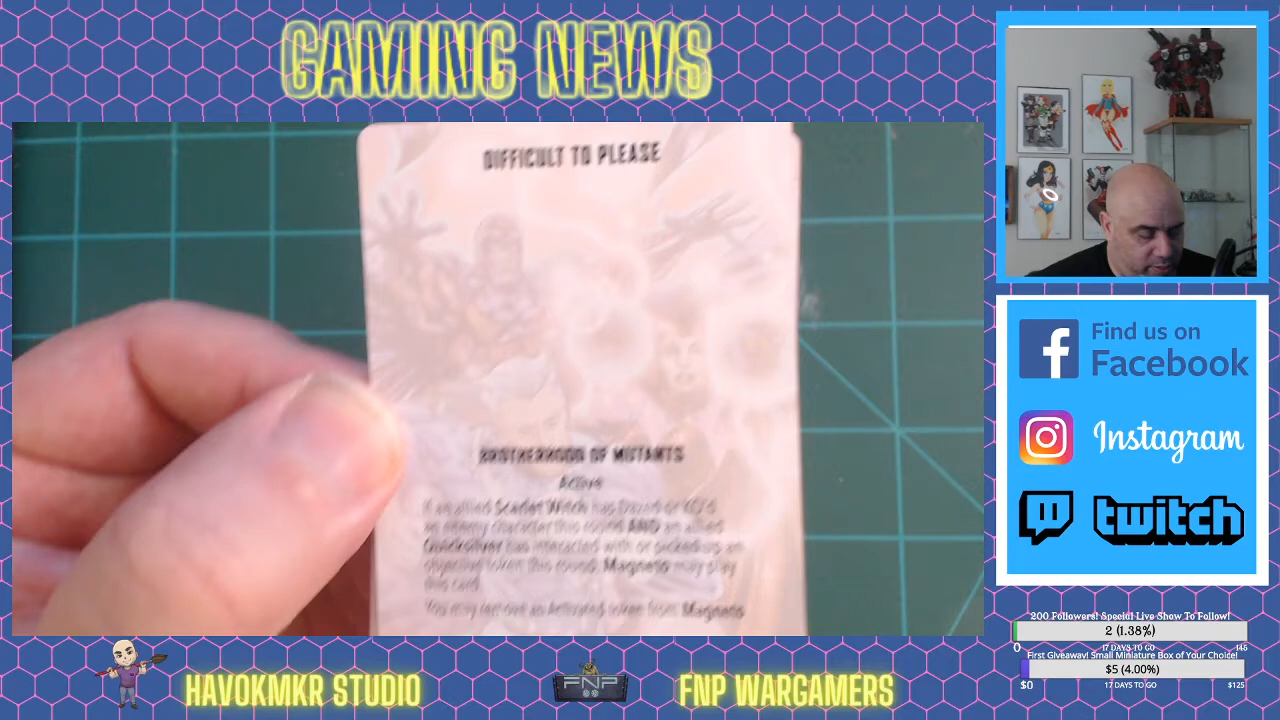 GAMING NEWS
DIFFICULT TO PLEASE
BROTHERHOOD OF MUTANTS
Active
If an allied Scarlet Witch has Dazed or KO'd
an enemy character this round AND an allied
Quicksilver has interacted with or picked up an
objective token this round, Magneto may play
this card.
You may remove an Activated token from Magneto
Find us on
Facebook
Instagram
twitch
200 Followers! Special Live Show To Follow!
2 (1.38%)
0 17 DAYS TO GO 145
First Giveaway! Small Miniature Box of Your Choice!
$5 (4.00%)
$0 17 DAYS TO GO $125
HAVOKMKR STUDIO
FNP
FNP WARGAMERS